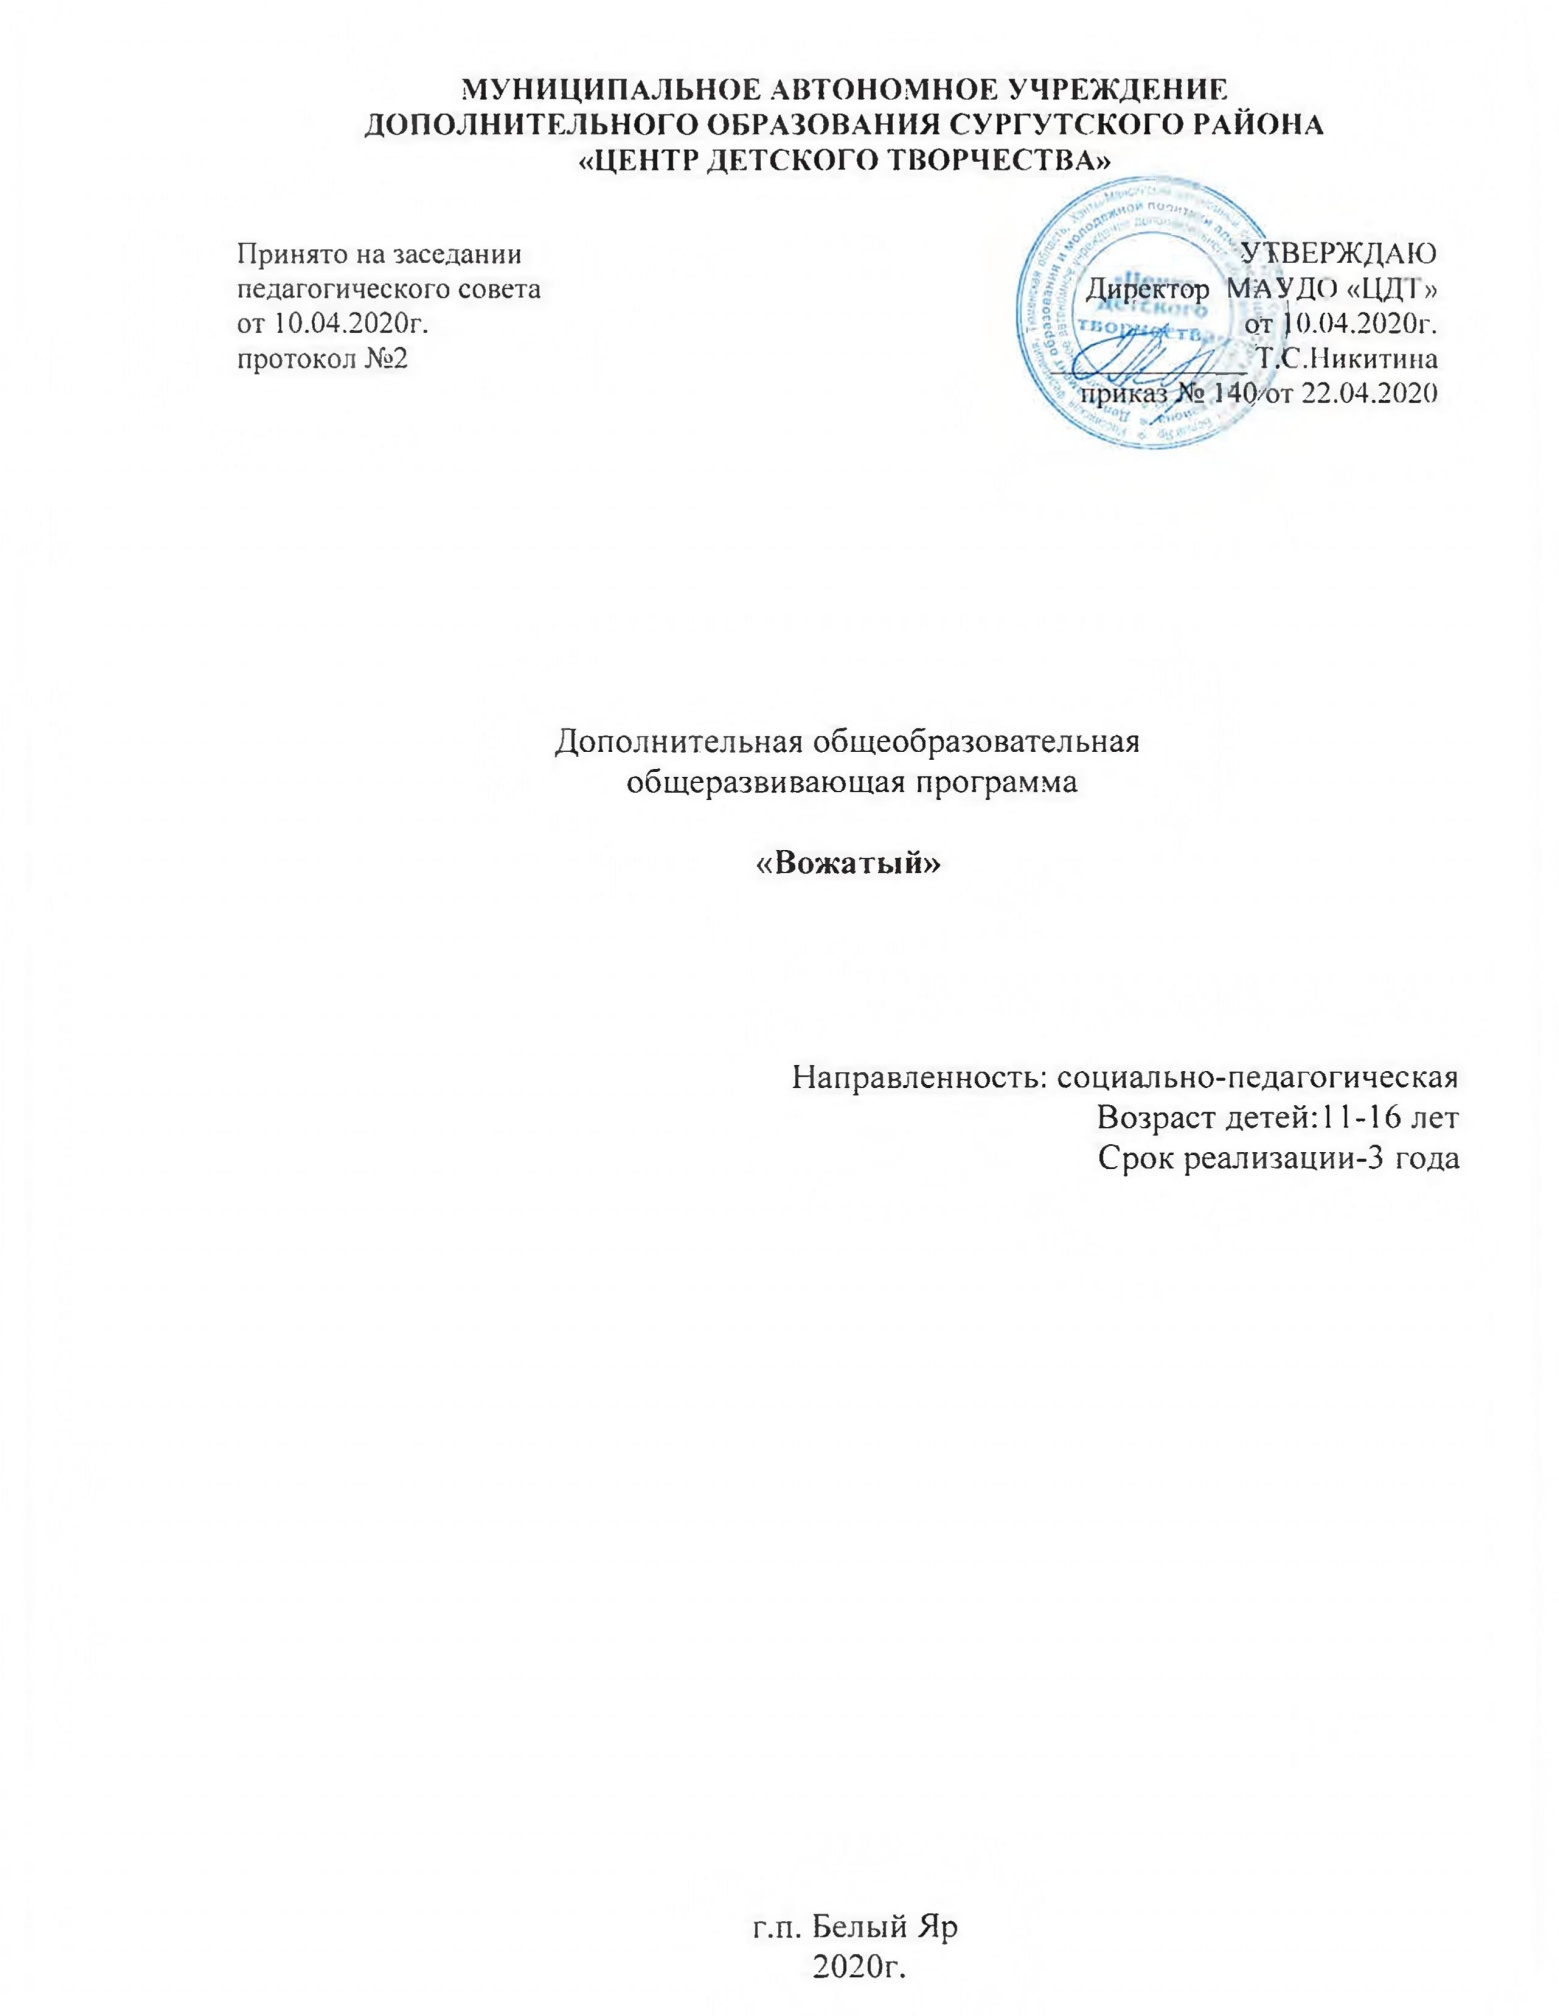 МУНИЦИПАЛЬНОЕ АВТОНОМНОЕ УЧРЕЖДЕНИЕ
ДОПОЛНИТЕЛЬНОГО ОБРАЗОВАНИЯ СУРГУТСКОГО РАЙОНА
«ЦЕНТР ДЕТСКОГО ТВОРЧЕСТВА»
Принято на заседании
педагогического совета
от 10.04.2020г.
протокол №2
УТВЕРЖДАЮ
Директор МАУДО «ЦДТ»
от 10.04.2020г.
Т.С.Никитина
приказ № 140 от 22.04.2020
«Центр
детского
творчества»
Дополнительная общеобразовательная
общеразвивающая программа
«Вожатый»
Направленность: социально-педагогическая
Возраст детей:11-16 лет
Срок реализации-3 года
г.п. Белый Яр
2020г.